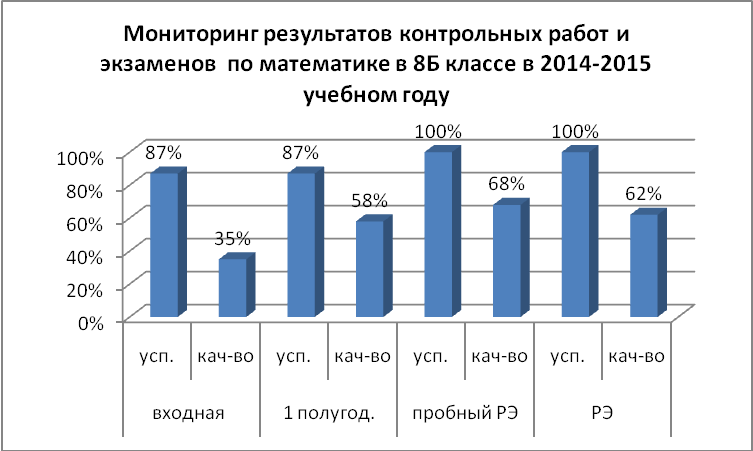 Мониторинг результатов контрольных работ и
экзаменов по математике в 8Б классе в 2014-2015
учебном году
100%
80%
60%
40%
20%
0%
87%
35%
87%
58%
100%
68%
100%
62%
усп. кач-во усп. кач-во усп. кач-во усп. кач-во
входная 1 полугод. пробный РЭ РЭ